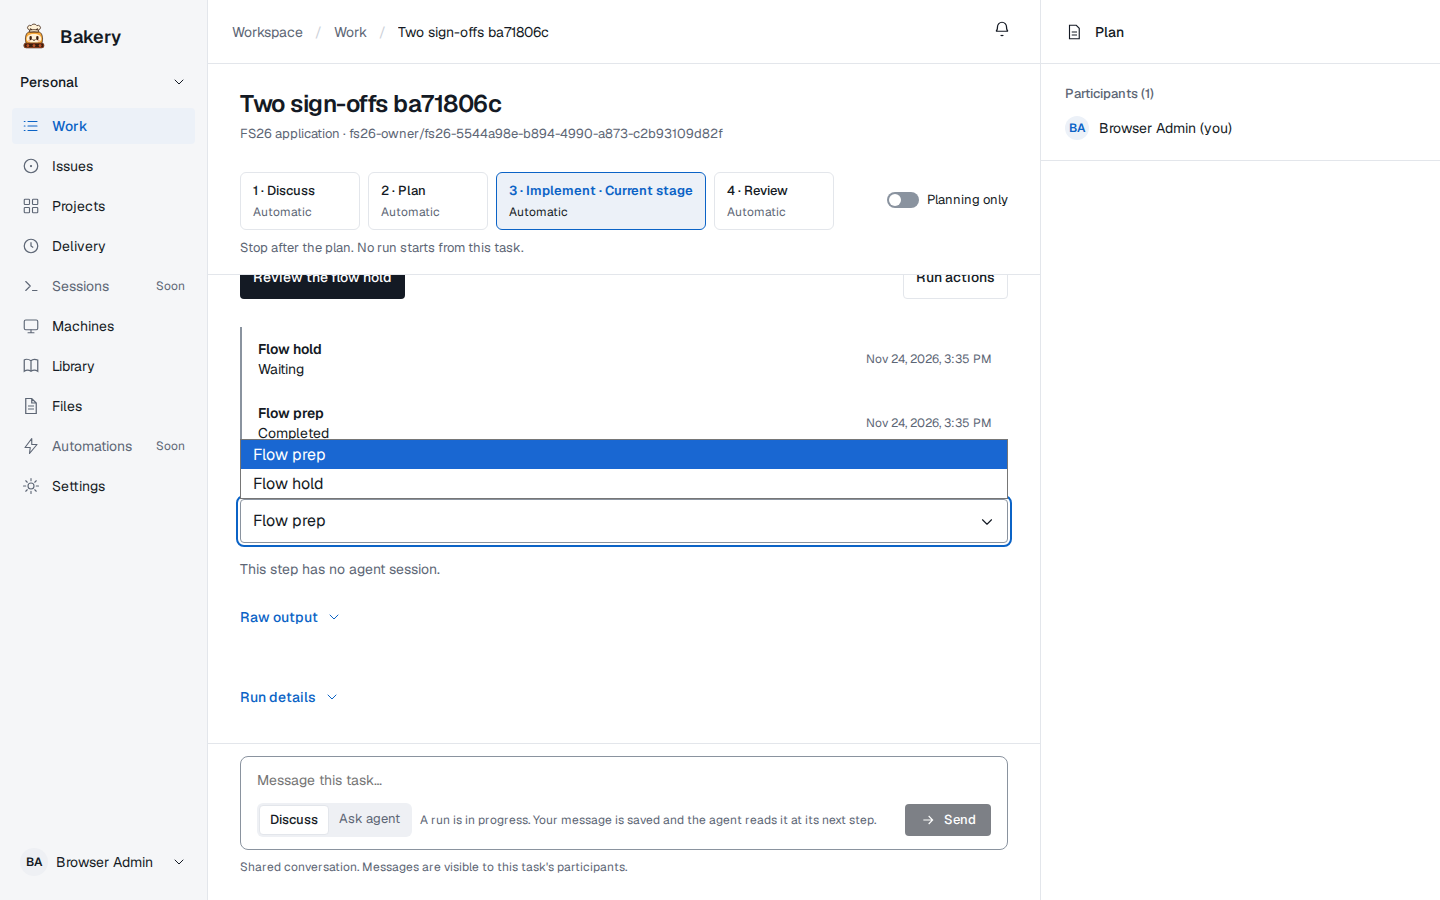 Bakery
Personal
Work
Issues
Projects
Delivery
Sessions Soon
Machines
Library
Files
Automations Soon
Settings
BA Browser Admin
Workspace / Work / Two sign-offs ba71806c
Two sign-offs ba71806c
FS26 application · fs26-owner/fs26-5544a98e-b894-4990-a873-c2b93109d82f
1 · Discuss
Automatic
2 · Plan
Automatic
3 · Implement · Current stage
Automatic
4 · Review
Automatic
Planning only
Stop after the plan. No run starts from this task.
Review the flow hold
Run actions
Flow hold
Waiting
Nov 24, 2026, 3:35 PM
Flow prep
Completed
Nov 24, 2026, 3:35 PM
Flow prep
Flow hold
Flow prep
This step has no agent session.
Raw output
Run details
Message this task...
Discuss
Ask agent
A run is in progress. Your message is saved and the agent reads it at its next step.
Send
Shared conversation. Messages are visible to this task's participants.
Plan
Participants (1)
BA Browser Admin (you)